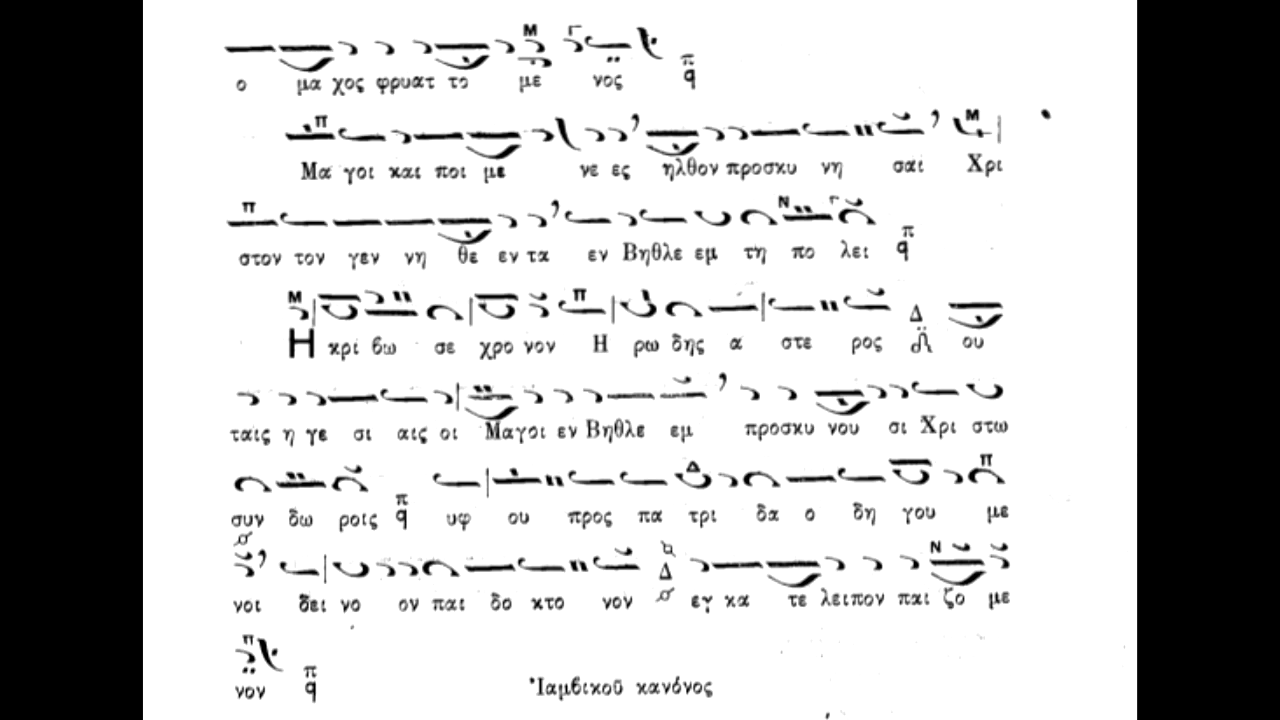 ο μα χος φρυατ το με νος
Μα γοι και ποι με νε ες ηλθον προσκυ νη σαι Χρι
στον τον γεν νη θε εν τα εν Βηθλε εμ τη πο λει
Η κρι βω σε χρο νον Η ρω δης α στε ρος ου
ταις η γε σι αις οι Μαγοι εν Βηθλε εμ προσκυ νου σι Χρι στω
συν δω ροις υφ ου προς πα τρι δα ο δη γου με
νοι δει νο ον παι δο κτο νον εγ κα τε λειπον παι ζο με
νον
Ἰαμβικοῦ κανόνος